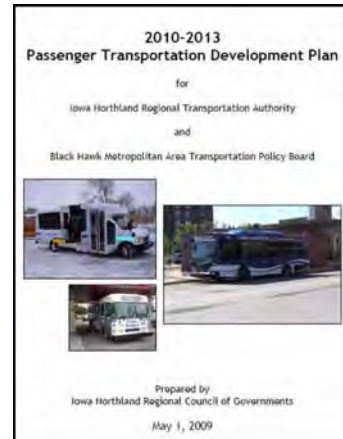 2010-2013
Passenger Transportation Development Plan
for
Iowa Northland Regional Transportation Authority
and
Black Hawk Metropolitan Area Transportation Policy Board
Prepared by
Iowa Northland Regional Council of Governments
May 1, 2009